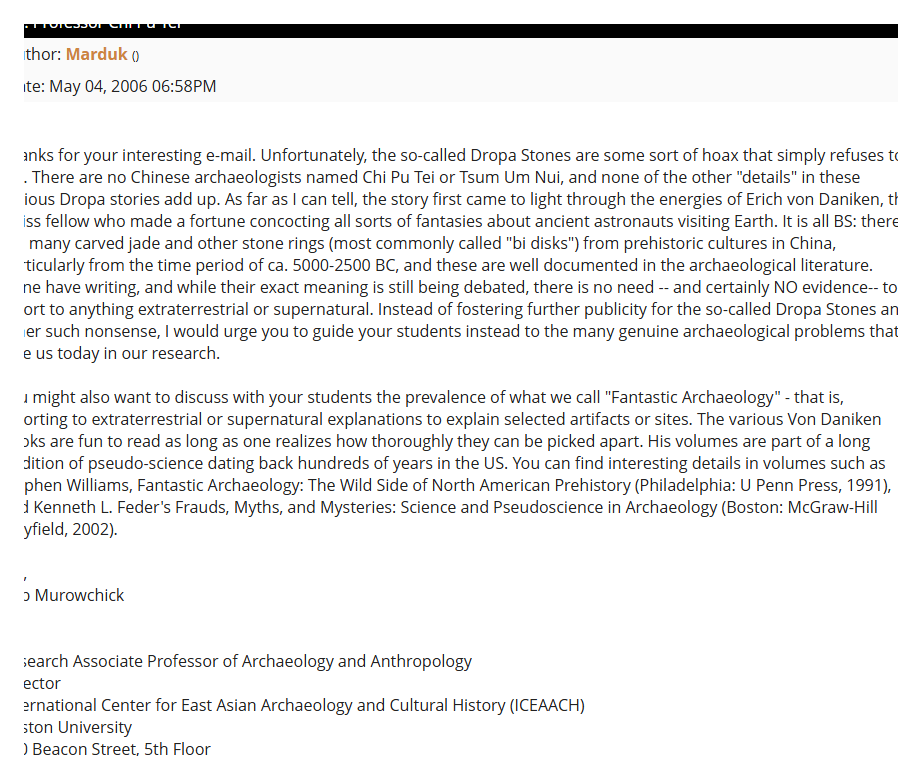 : Professor Chi Pu Tei
thor: Marduk ()
te: May 04, 2006 06:58PM
anks for your interesting e-mail. Unfortunately, the so-called Dropa Stones are some sort of hoax that simply refuses to
. There are no Chinese archaeologists named Chi Pu Tei or Tsum Um Nui, and none of the other "details" in these
ious Dropa stories add up. As far as I can tell, the story first came to light through the energies of Erich von Daniken, th
iss fellow who made a fortune concocting all sorts of fantasies about ancient astronauts visiting Earth. It is all BS: there
many carved jade and other stone rings (most commonly called "bi disks") from prehistoric cultures in China,
rticularly from the time period of ca. 5000-2500 BC, and these are well documented in the archaeological literature.
ne have writing, and while their exact meaning is still being debated, there is no need -- and certainly NO evidence-- to
ort to anything extraterrestrial or supernatural. Instead of fostering further publicity for the so-called Dropa Stones an
er such nonsense, I would urge you to guide your students instead to the many genuine archaeological problems that
e us today in our research.
u might also want to discuss with your students the prevalence of what we call "Fantastic Archaeology" - that is,
orting to extraterrestrial or supernatural explanations to explain selected artifacts or sites. The various Von Daniken
oks are fun to read as long as one realizes how thoroughly they can be picked apart. His volumes are part of a long
dition of pseudo-science dating back hundreds of years in the US. You can find interesting details in volumes such as
phen Williams, Fantastic Archaeology: The Wild Side of North American Prehistory (Philadelphia: U Penn Press, 1991),
d Kenneth L. Feder's Frauds, Myths, and Mysteries: Science and Pseudoscience in Archaeology (Boston: McGraw-Hill
yfield, 2002).
,
o Murowchick
search Associate Professor of Archaeology and Anthropology
ector
ernational Center for East Asian Archaeology and Cultural History (ICEAACH)
ston University
0 Beacon Street, 5th Floor